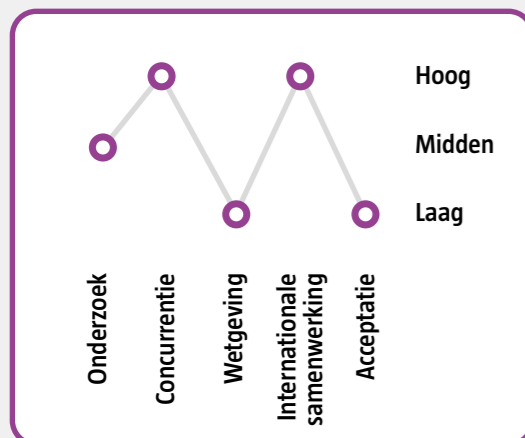 Hoog
Midden
Laag
Onderzoek
Concurrentie
Wetgeving
Internationale
samenwerking
Acceptatie